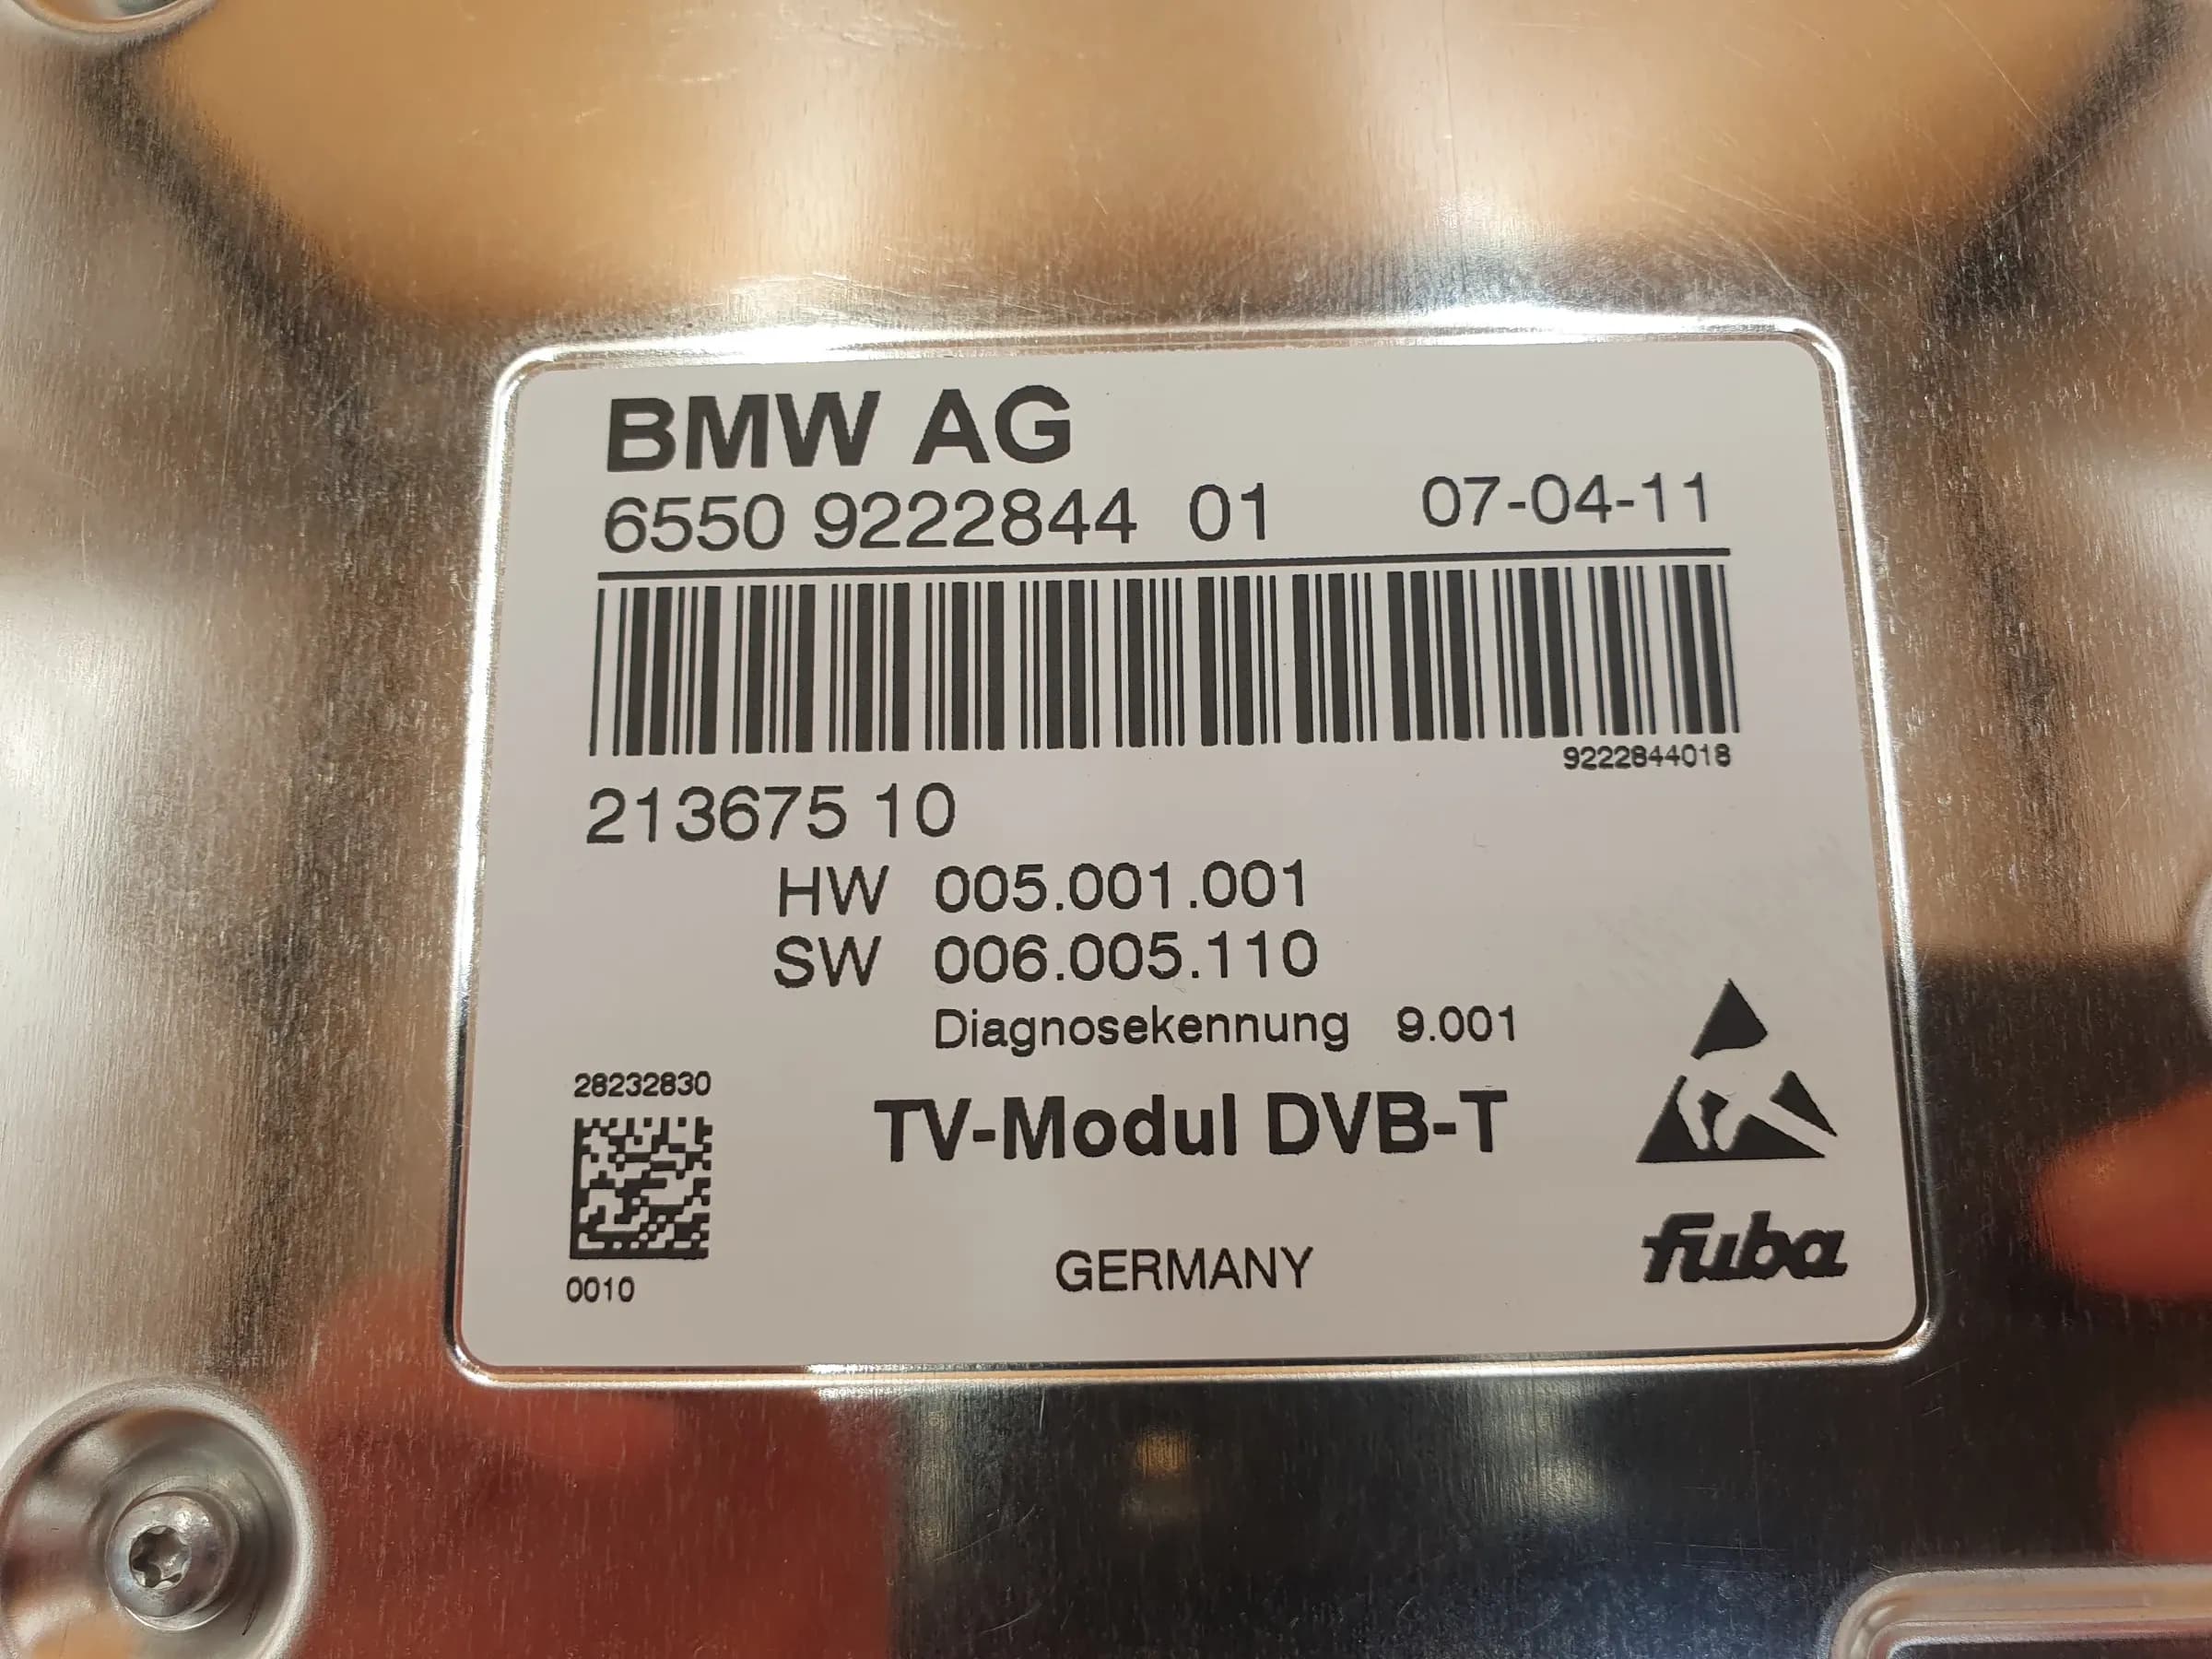 BMW AG
6550 9222844 01 07-04-11
9222844018
213675 10
HW 005.001.001
SW 006.005.110
Diagnosekennung 9.001
28232830
TV-Modul DVB-T
fuba
GERMANY
0010